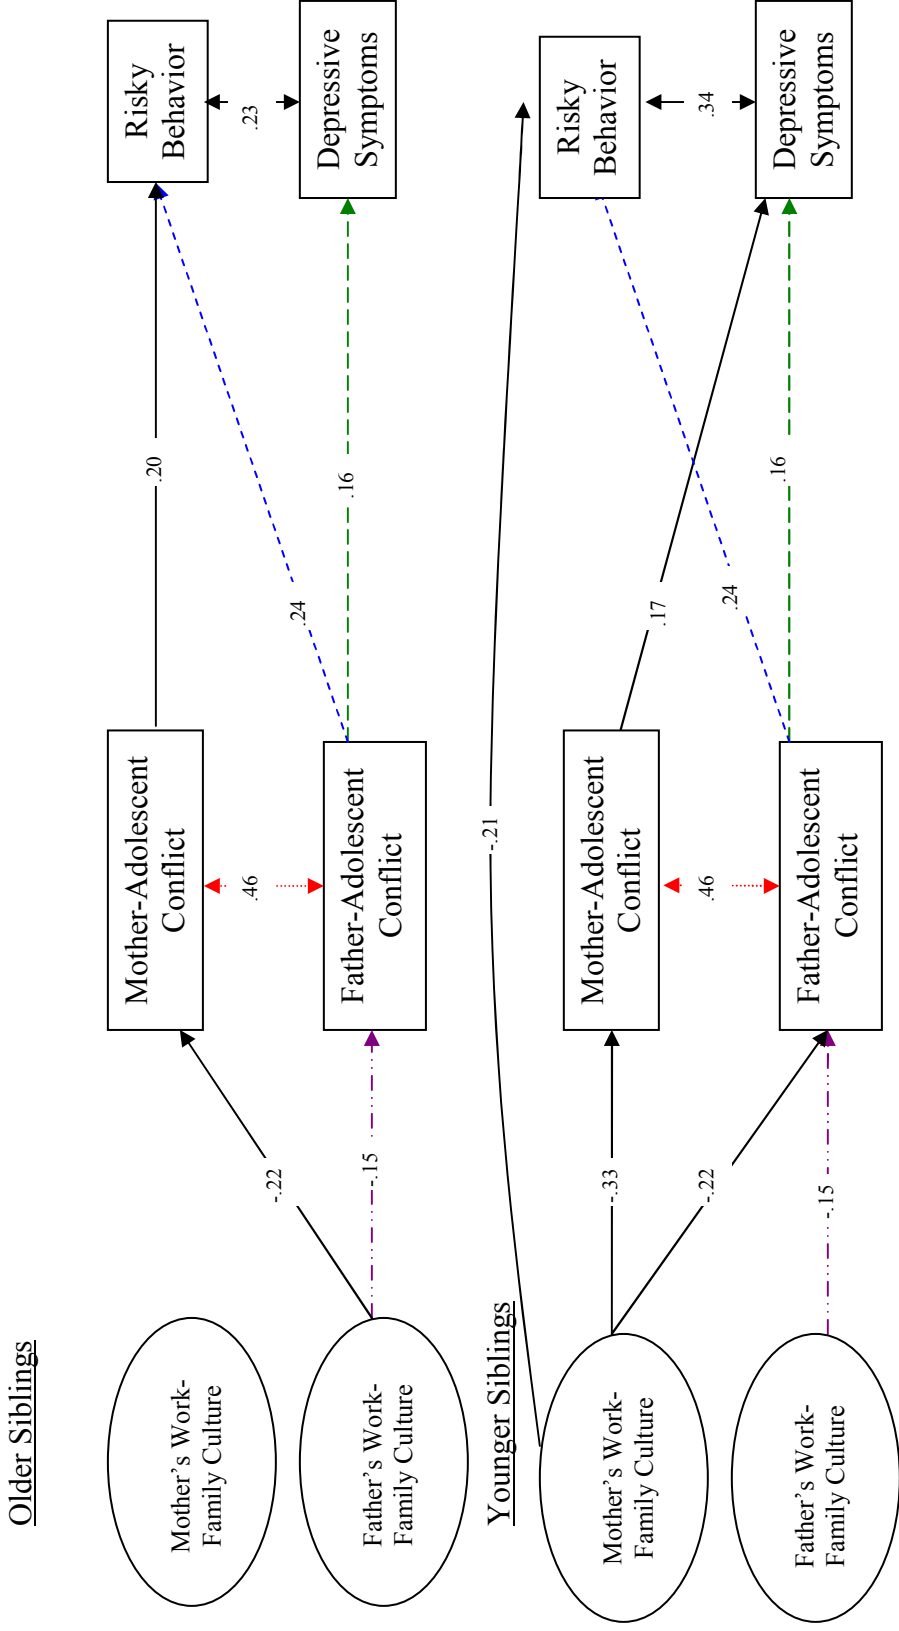 Older Siblings
Mother's Work-
Family Culture
Father's Work-
Family Culture
-.22
-.15
Mother-Adolescent
Conflict
.46
Father-Adolescent
Conflict
.20
.24
.16
Risky
Behavior
.23
Depressive
Symptoms
Younger Siblings
Mother's Work-
Family Culture
Father's Work-
Family Culture
-.21
-.33
-.22
-.15
Mother-Adolescent
Conflict
.46
Father-Adolescent
Conflict
.17
.24
.16
Risky
Behavior
.34
Depressive
Symptoms